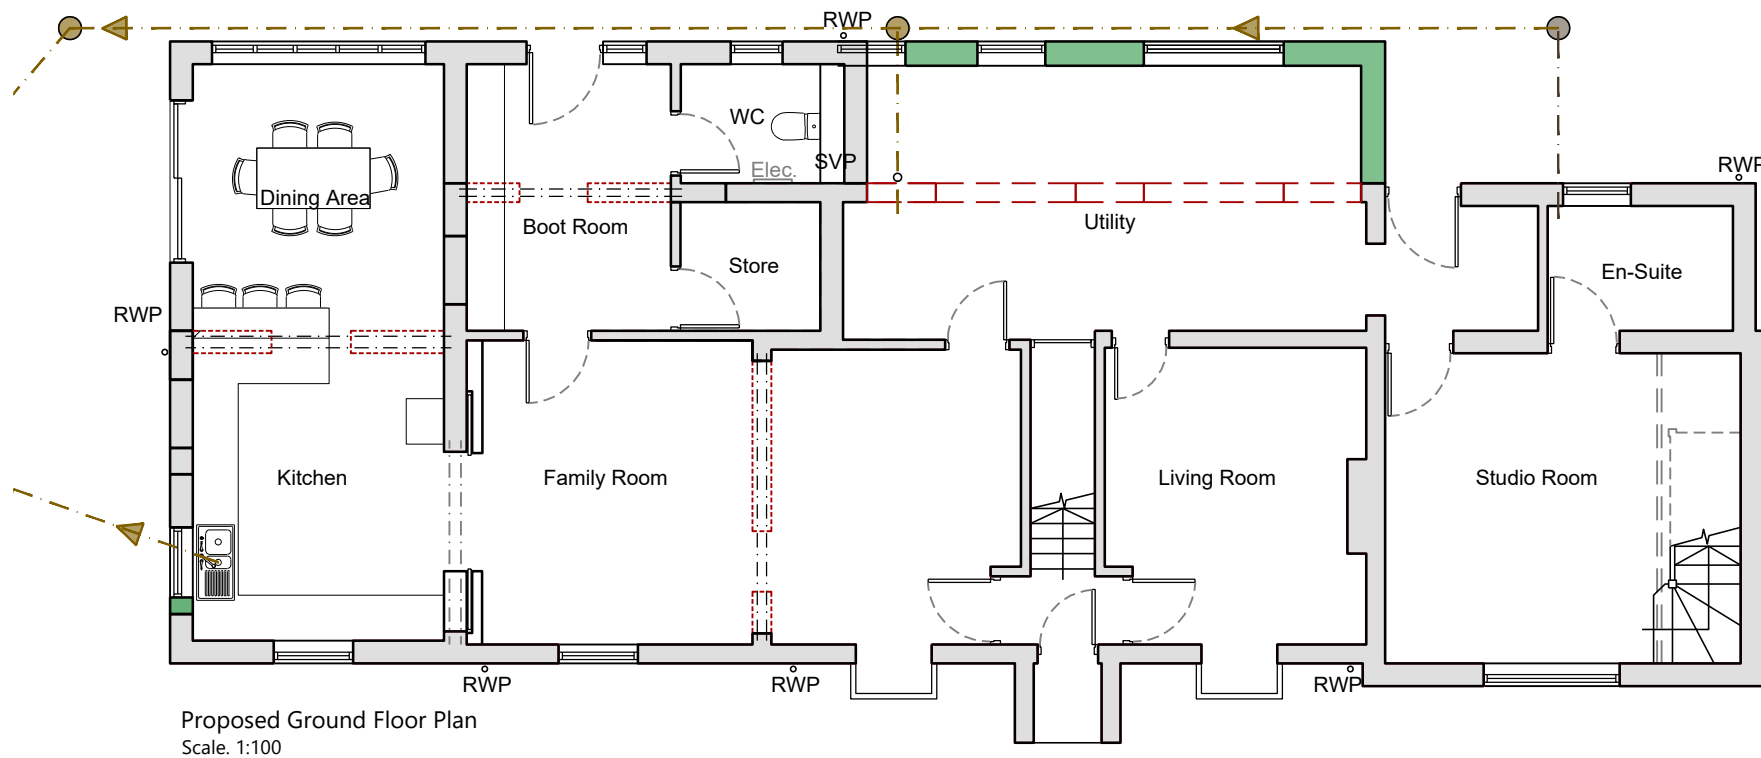 RWP
WC
SVP
Elec.
RWP
Dining Area
Boot Room
Utility
Store
En-Suite
RWP
Kitchen
Family Room
Living Room
Studio Room
RWP
RWP
RWP
Proposed Ground Floor Plan
Scale. 1:100